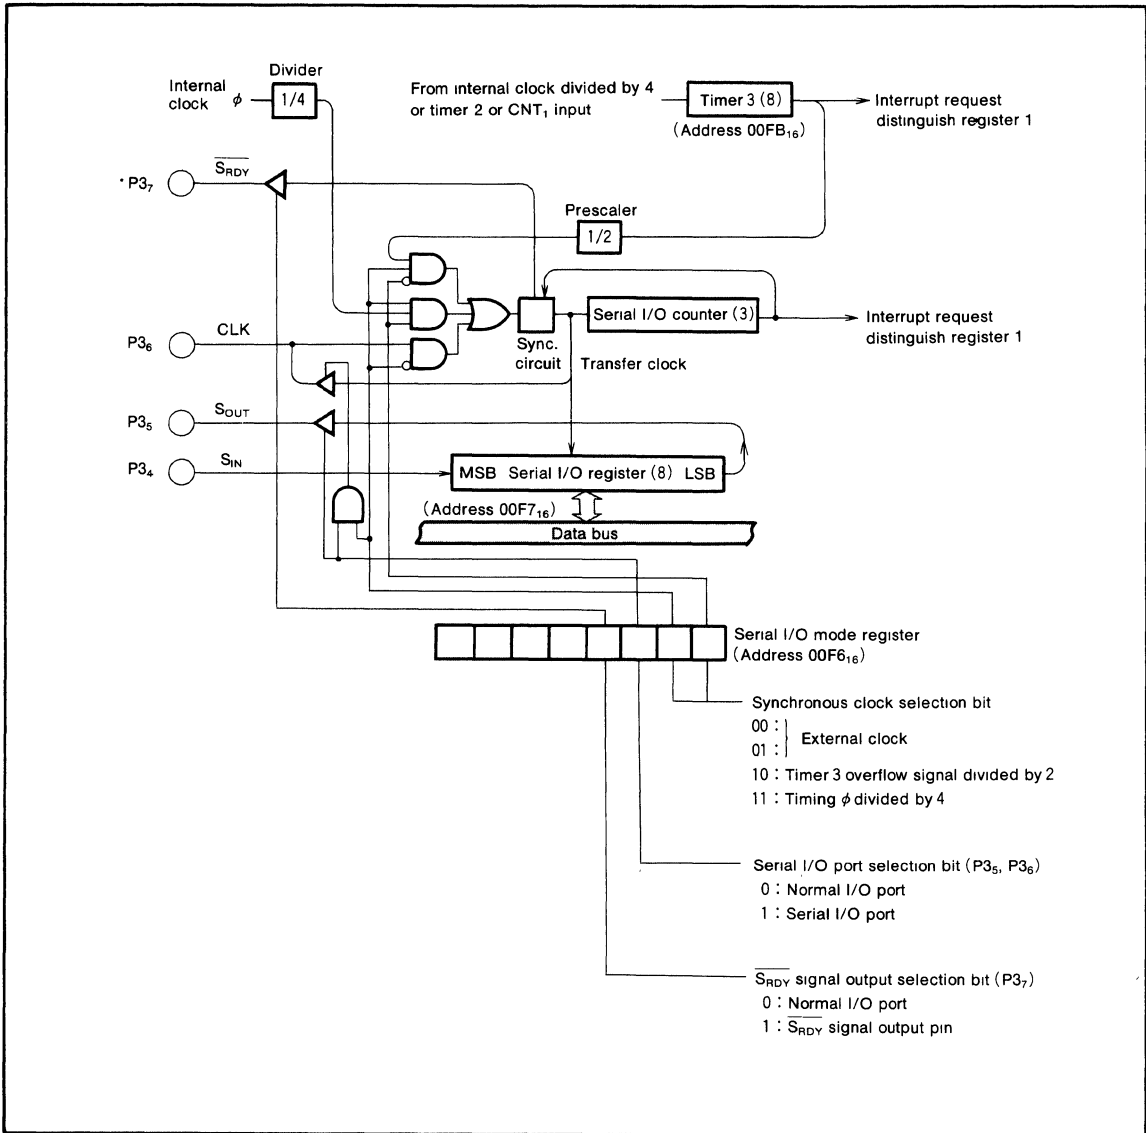 Divider
Internal clock φ
1/4
From internal clock divided by 4
or timer 2 or CNT₁ input
Timer 3 (8)
(Address 00FB₁₆)
Interrupt request
distinguish register 1
P3₇
S̅R̅D̅Y̅
Prescaler
1/2
P3₆
CLK
Sync.
circuit
Serial I/O counter (3)
Interrupt request
distinguish register 1
Transfer clock
P3₅
SOUT
P3₄
SIN
MSB Serial I/O register (8) LSB
(Address 00F7₁₆)
Data bus
Serial I/O mode register
(Address 00F6₁₆)
Synchronous clock selection bit
00 :
01 :
External clock
10 : Timer 3 overflow signal divided by 2
11 : Timing φ divided by 4
Serial I/O port selection bit (P3₅, P3₆)
0 : Normal I/O port
1 : Serial I/O port
S̅R̅D̅Y̅ signal output selection bit (P3₇)
0 : Normal I/O port
1 : S̅R̅D̅Y̅ signal output pin